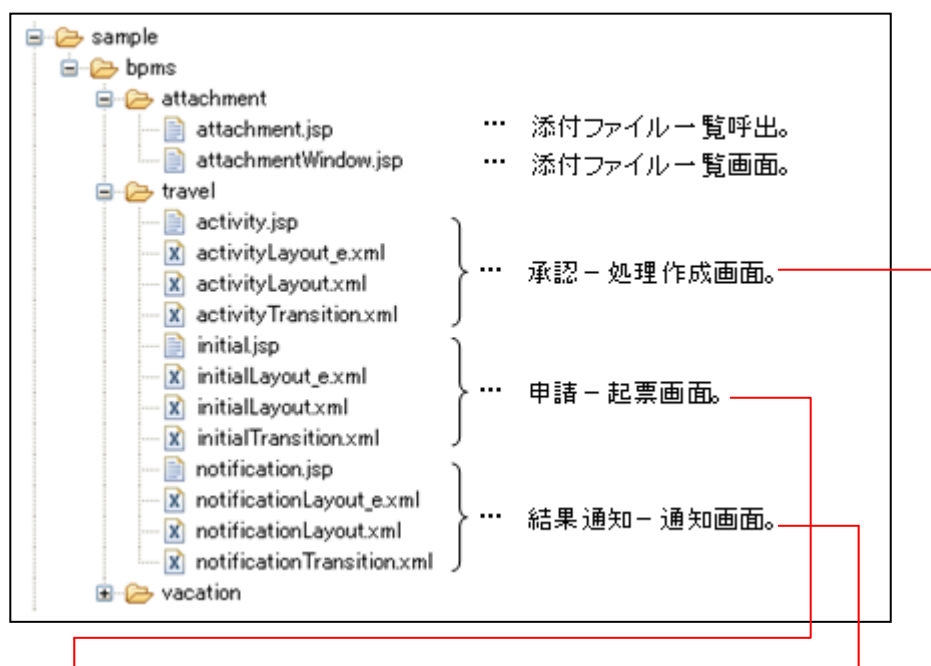 sample
bpms
attachment
attachment.jsp … 添付ファイル一覧呼出。
attachmentWindow.jsp … 添付ファイル一覧画面。
travel
activity.jsp
activityLayout_e.xml
activityLayout.xml … 承認－処理作成画面。
activityTransition.xml
initial.jsp
initialLayout_e.xml
initialLayout.xml … 申請－起票画面。
initialTransition.xml
notification.jsp
notificationLayout_e.xml
notificationLayout.xml … 結果通知－通知画面。
notificationTransition.xml
vacation